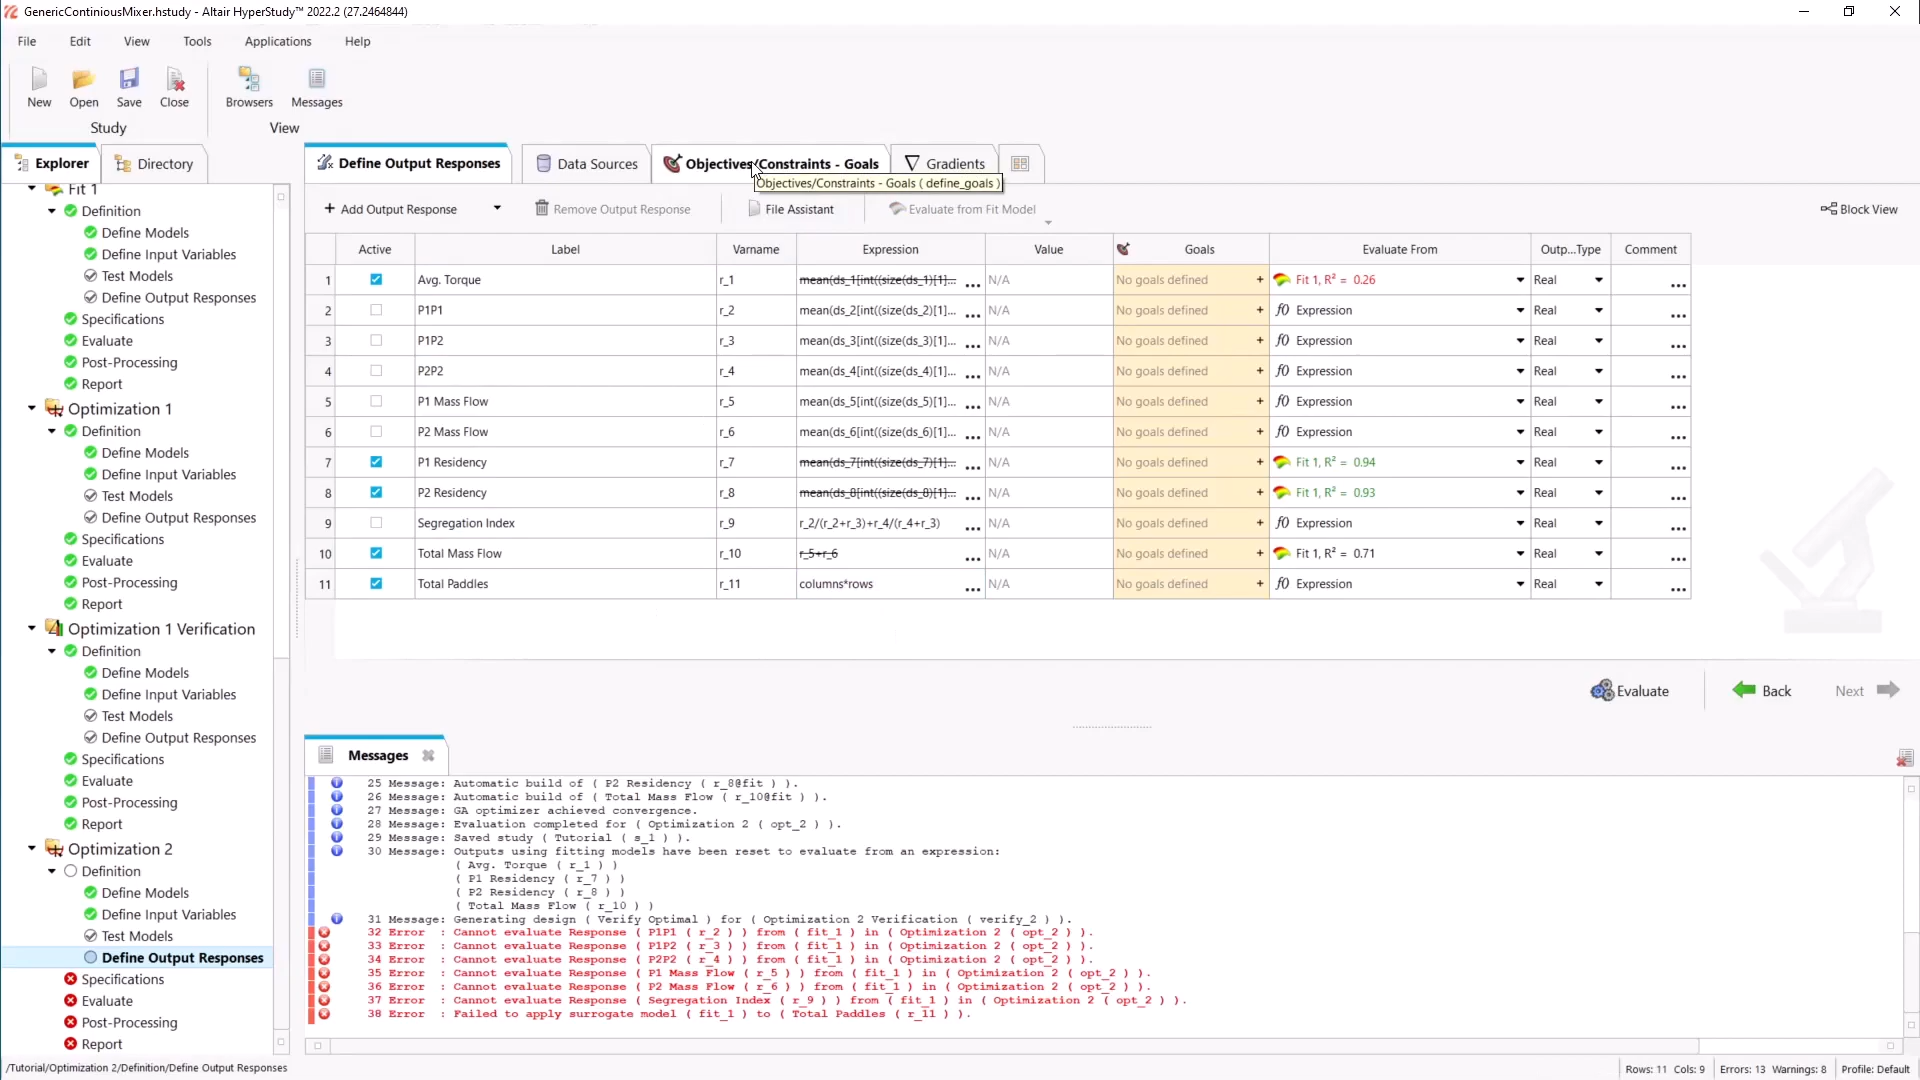 GenericContiniousMixer.hstudy - Altair HyperStudy™ 2022.2 (27.2464844)
File Edit View Tools Applications Help
New Open Save Close Browsers Messages
Study View
Explorer Directory
Define Output Responses Data Sources Objectives/Constraints - Goals Gradients
Objectives/Constraints - Goals ( define_goals )
+ Add Output Response Remove Output Response File Assistant Evaluate from Fit Model Block View
Fit 1
Definition
Define Models
Define Input Variables
Test Models
Define Output Responses
Specifications
Evaluate
Post-Processing
Report
Optimization 1
Definition
Define Models
Define Input Variables
Test Models
Define Output Responses
Specifications
Evaluate
Post-Processing
Report
Optimization 1 Verification
Definition
Define Models
Define Input Variables
Test Models
Define Output Responses
Specifications
Evaluate
Post-Processing
Report
Optimization 2
Definition
Define Models
Define Input Variables
Test Models
Define Output Responses
Specifications
Evaluate
Post-Processing
Report
Active Label Varname Expression Value Goals Evaluate From Outp...Type Comment
1 Avg. Torque r_1 mean(ds_1[int((size(ds_1)[1]... ... N/A No goals defined + Fit 1, R² = 0.26 Real ...
2 P1P1 r_2 mean(ds_2[int((size(ds_2)[1]... ... N/A No goals defined + f() Expression Real ...
3 P1P2 r_3 mean(ds_3[int((size(ds_3)[1]... ... N/A No goals defined + f() Expression Real ...
4 P2P2 r_4 mean(ds_4[int((size(ds_4)[1]... ... N/A No goals defined + f() Expression Real ...
5 P1 Mass Flow r_5 mean(ds_5[int((size(ds_5)[1]... ... N/A No goals defined + f() Expression Real ...
6 P2 Mass Flow r_6 mean(ds_6[int((size(ds_6)[1]... ... N/A No goals defined + f() Expression Real ...
7 P1 Residency r_7 mean(ds_7[int((size(ds_7)[1]... ... N/A No goals defined + Fit 1, R² = 0.94 Real ...
8 P2 Residency r_8 mean(ds_8[int((size(ds_8)[1]... ... N/A No goals defined + Fit 1, R² = 0.93 Real ...
9 Segregation Index r_9 r_2/(r_2+r_3)+r_4/(r_4+r_3) ... N/A No goals defined + f() Expression Real ...
10 Total Mass Flow r_10 r_5+r_6 ... N/A No goals defined + Fit 1, R² = 0.71 Real ...
11 Total Paddles r_11 columns*rows ... N/A No goals defined + f() Expression Real ...
Evaluate Back Next
Messages
25 Message: Automatic build of ( P2 Residency ( r_8@fit ) ).
26 Message: Automatic build of ( Total Mass Flow ( r_10@fit ) ).
27 Message: GA optimizer achieved convergence.
28 Message: Evaluation completed for ( Optimization 2 ( opt_2 ) ).
29 Message: Saved study ( Tutorial ( s_1 ) ).
30 Message: Outputs using fitting models have been reset to evaluate from an expression:
( Avg. Torque ( r_1 ) )
( P1 Residency ( r_7 ) )
( P2 Residency ( r_8 ) )
( Total Mass Flow ( r_10 ) )
31 Message: Generating design ( Verify Optimal ) for ( Optimization 2 Verification ( verify_2 ) ).
32 Error : Cannot evaluate Response ( P1P1 ( r_2 ) ) from ( fit_1 ) in ( Optimization 2 ( opt_2 ) ).
33 Error : Cannot evaluate Response ( P1P2 ( r_3 ) ) from ( fit_1 ) in ( Optimization 2 ( opt_2 ) ).
34 Error : Cannot evaluate Response ( P2P2 ( r_4 ) ) from ( fit_1 ) in ( Optimization 2 ( opt_2 ) ).
35 Error : Cannot evaluate Response ( P1 Mass Flow ( r_5 ) ) from ( fit_1 ) in ( Optimization 2 ( opt_2 ) ).
36 Error : Cannot evaluate Response ( P2 Mass Flow ( r_6 ) ) from ( fit_1 ) in ( Optimization 2 ( opt_2 ) ).
37 Error : Cannot evaluate Response ( Segregation Index ( r_9 ) ) from ( fit_1 ) in ( Optimization 2 ( opt_2 ) ).
38 Error : Failed to apply surrogate model ( fit_1 ) to ( Total Paddles ( r_11 ) ).
/Tutorial/Optimization 2/Definition/Define Output Responses
Rows: 11 Cols: 9 Errors: 13 Warnings: 8 Profile: Default